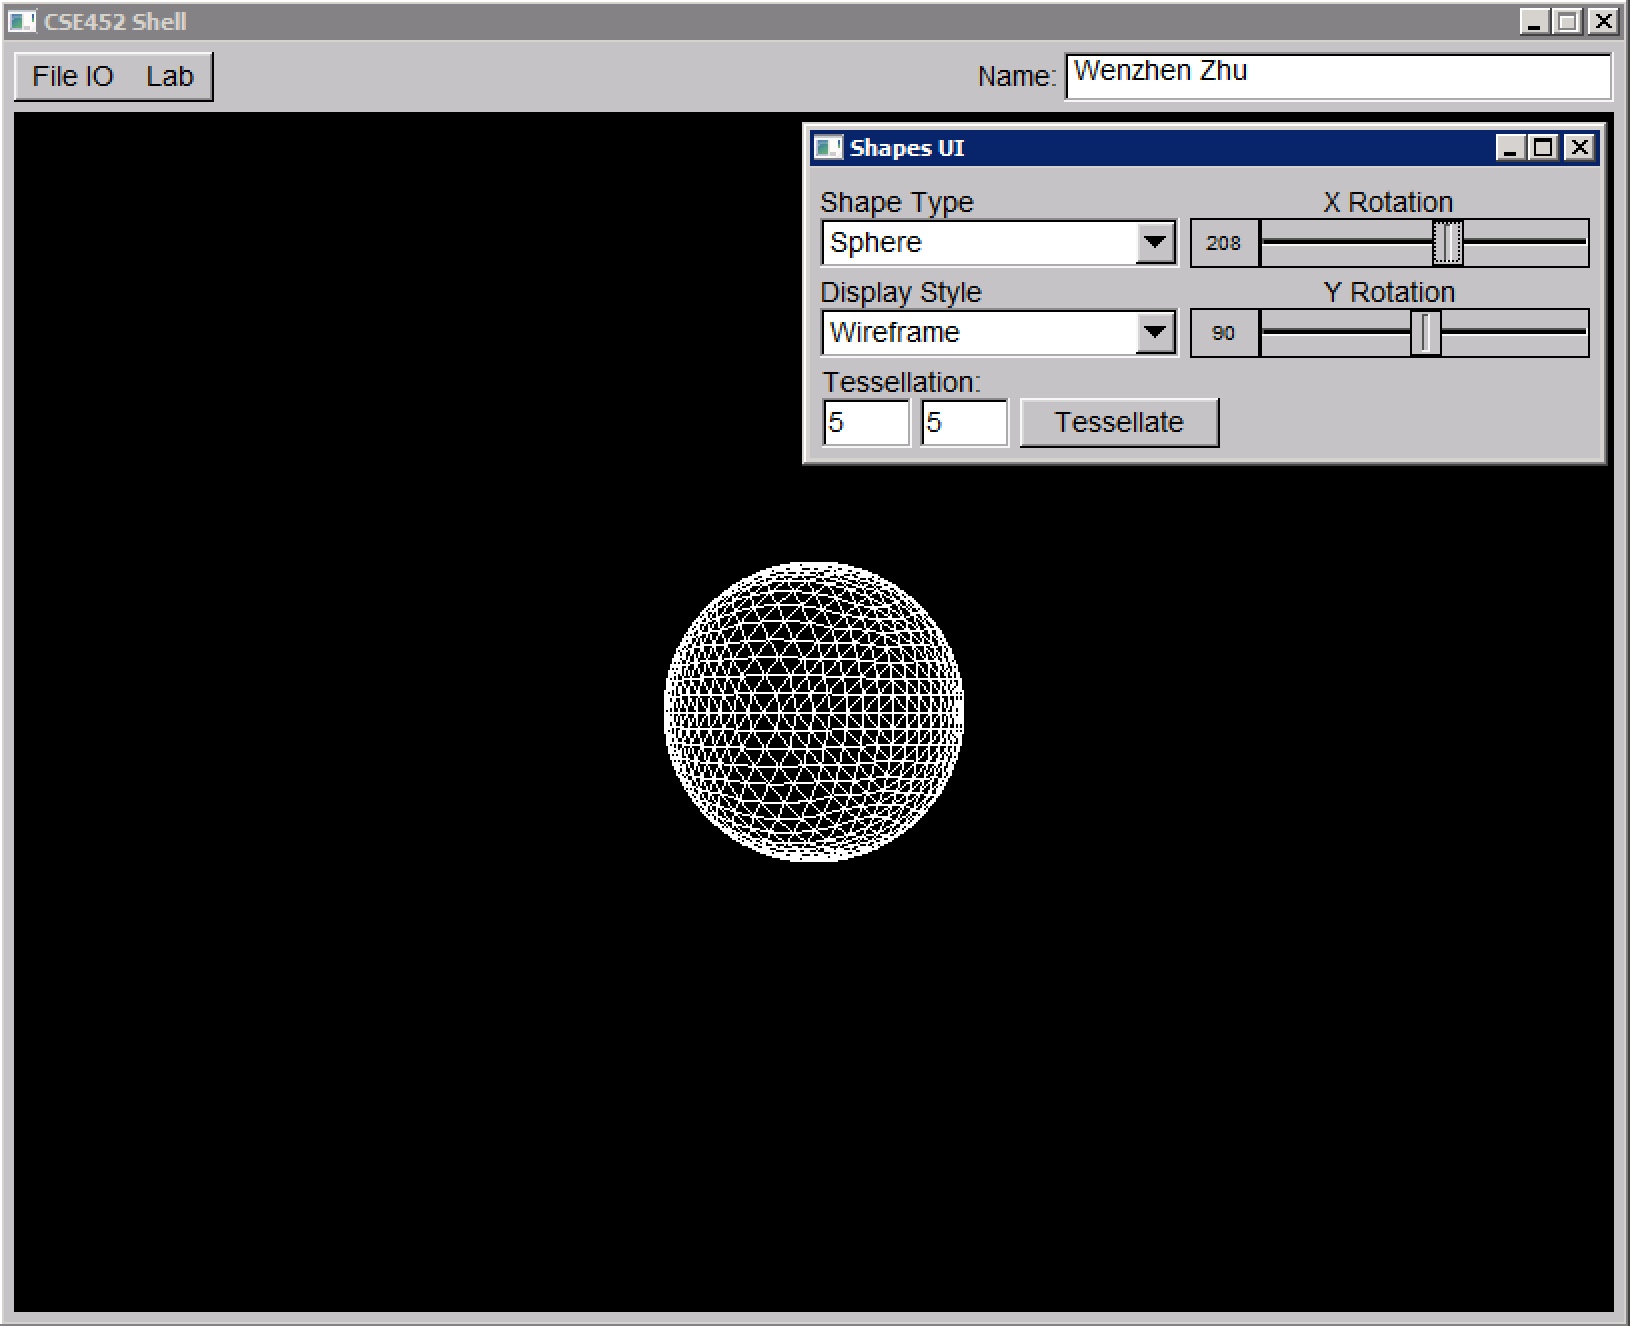 CSE452 Shell
File IO Lab Name: Wenzhen Zhu
Shapes UI
Shape Type X Rotation
Sphere 208
Display Style Y Rotation
Wireframe 90
Tessellation:
5 5 Tessellate